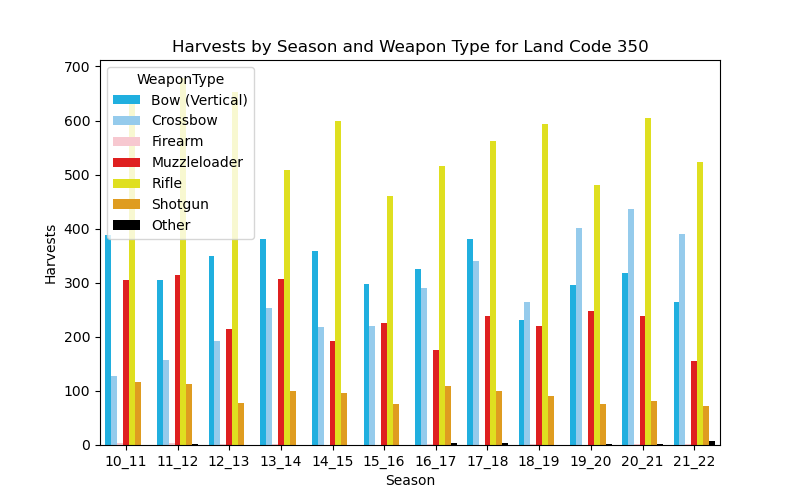 Harvests by Season and Weapon Type for Land Code 350
700
600
500
400
300
200
100
0
Harvests
WeaponType
Bow (Vertical)
Crossbow
Firearm
Muzzleloader
Rifle
Shotgun
Other
10_11 11_12 12_13 13_14 14_15 15_16 16_17 17_18 18_19 19_20 20_21 21_22
Season